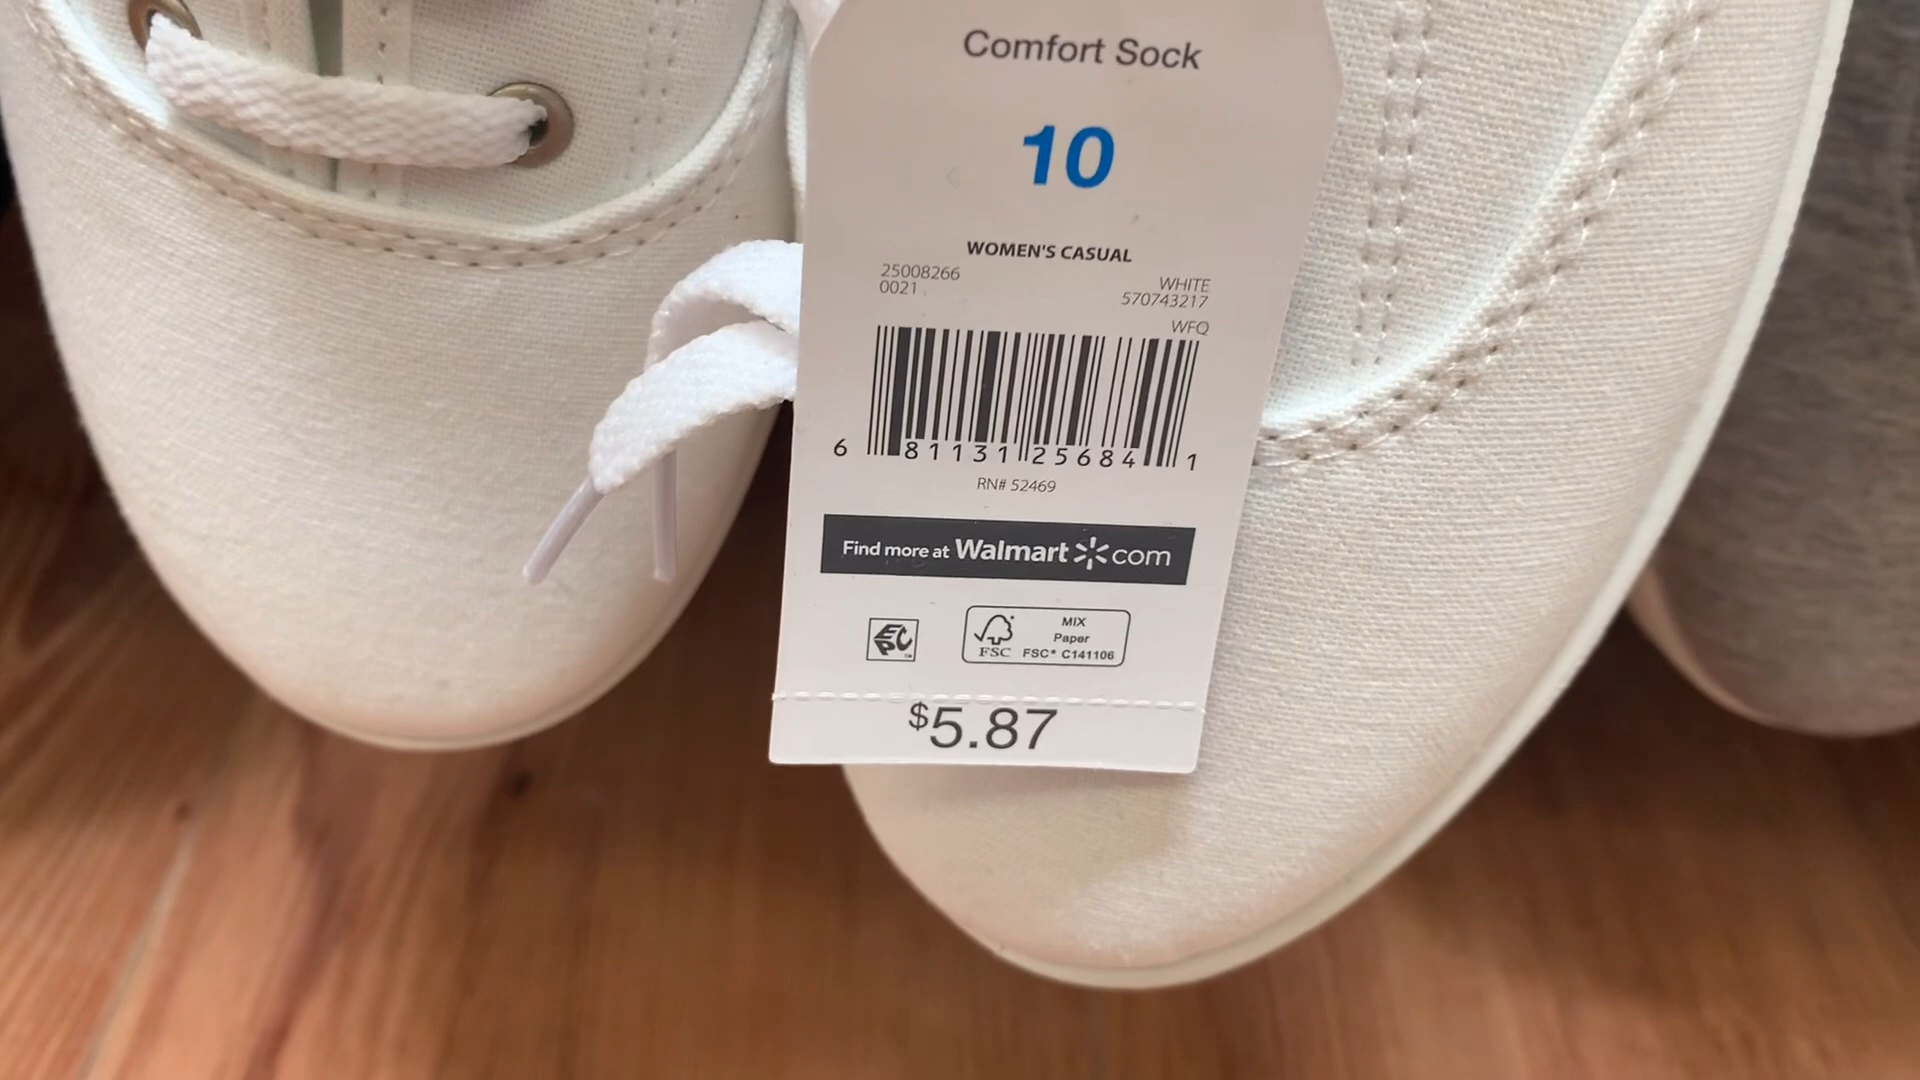 Comfort Sock
10
WOMEN'S CASUAL
25008266
0021
WHITE
570743217
WFQ
6 81131 25684 1
RN# 52469
Find more at Walmart com
EPC
MIX
Paper
FSC FSC® C141106
$5.87